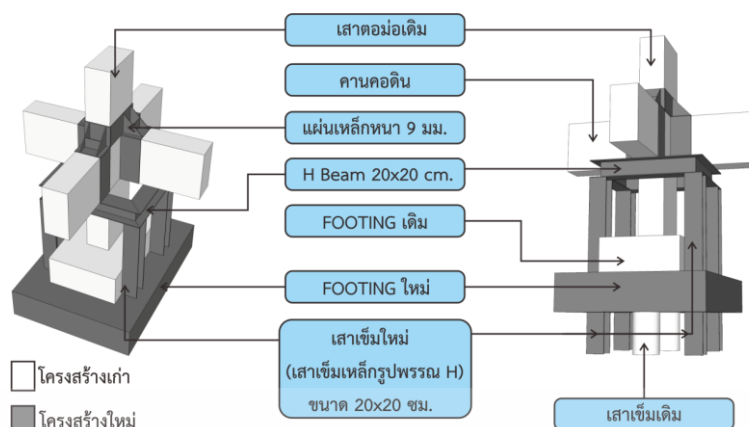 เสาตอม่อเดิม
คานคอดิน
แผ่นเหล็กหนา 9 มม.
H Beam 20x20 cm.
FOOTING เดิม
FOOTING ใหม่
เสาเข็มใหม่
(เสาเข็มเหล็กรูปพรรณ H)
ขนาด 20x20 ซม.
เสาเข็มเดิม
โครงสร้างเก่า
โครงสร้างใหม่